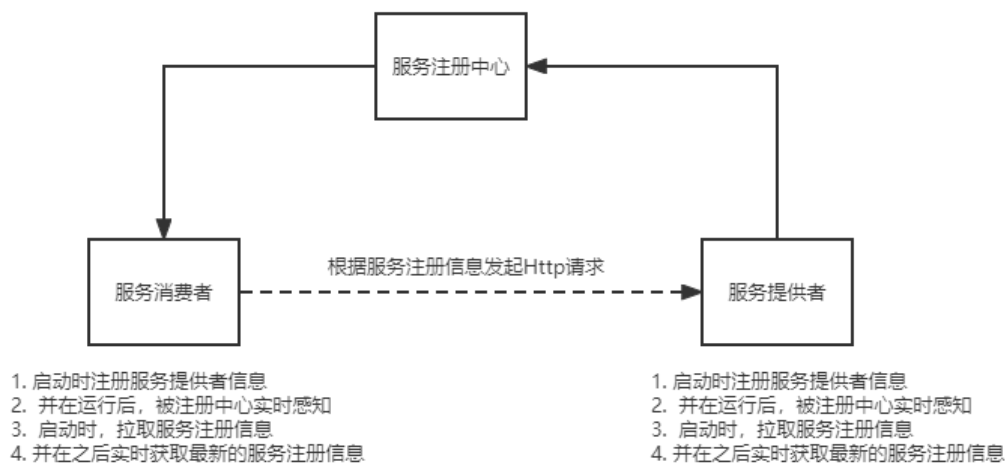 服务注册中心
根据服务注册信息发起Http请求
服务消费者
服务提供者
1. 启动时注册服务提供者信息
2. 并在运行后，被注册中心实时感知
3. 启动时，拉取服务注册信息
4. 并在之后实时获取最新的服务注册信息
1. 启动时注册服务提供者信息
2. 并在运行后，被注册中心实时感知
3. 启动时，拉取服务注册信息
4. 并在之后实时获取最新的服务注册信息